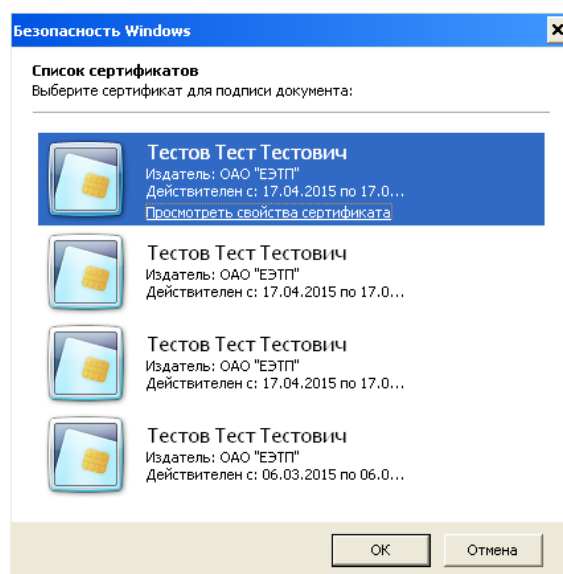 Безопасность Windows
Список сертификатов
Выберите сертификат для подписи документа:
Тестов Тест Тестович
Издатель: ОАО "ЕЭТП"
Действителен с: 17.04.2015 по 17.0...
Просмотреть свойства сертификата
Тестов Тест Тестович
Издатель: ОАО "ЕЭТП"
Действителен с: 17.04.2015 по 17.0...
Тестов Тест Тестович
Издатель: ОАО "ЕЭТП"
Действителен с: 17.04.2015 по 17.0...
Тестов Тест Тестович
Издатель: ОАО "ЕЭТП"
Действителен с: 06.03.2015 по 06.0...
ОК Отмена